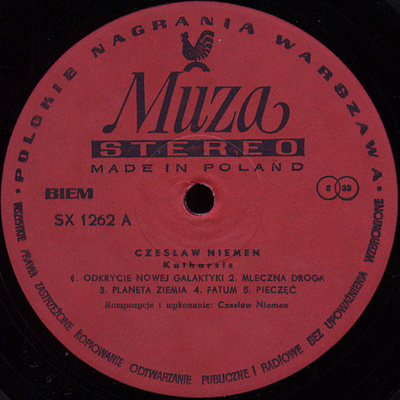 • POLSKIE NAGRANIA WARSZAWA •
Muza
STEREO
MADE IN POLAND
BIEM
S 33
SX 1262 A
CZESŁAW NIEMEN
Katharsis
1. ODKRYCIE NOWEJ GALAKTYKI 2. MLECZNA DROGA
3. PLANETA ZIEMIA 4. FATUM 5. PIECZĘĆ
Kompozycje i wykonanie: Czesław Niemen
WSZYSTKIE PRAWA ZASTRZEŻONE KOPIOWANIE ODTWARZANIE PUBLICZNE I RADIOWE BEZ UPOWAŻNIENIA WZBRONIONE